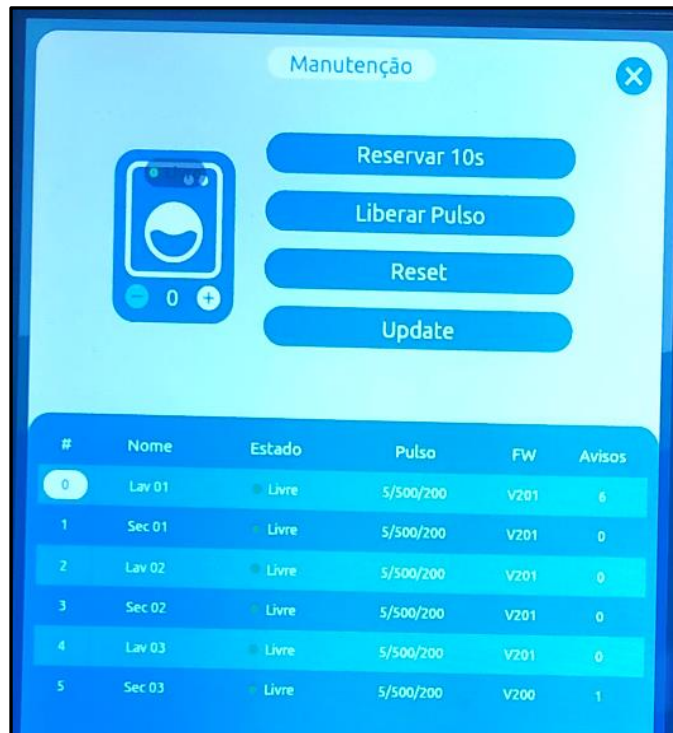 Manutenção
Reservar 10s
Liberar Pulso
Reset
Update
0
# Nome Estado Pulso FW Avisos
0 Lav 01 Livre 5/500/200 V201 6
1 Sec 01 Livre 5/500/200 V201 0
2 Lav 02 Livre 5/500/200 V201 0
3 Sec 02 Livre 5/500/200 V201 0
4 Lav 03 Livre 5/500/200 V201 0
5 Sec 03 Livre 5/500/200 V200 1